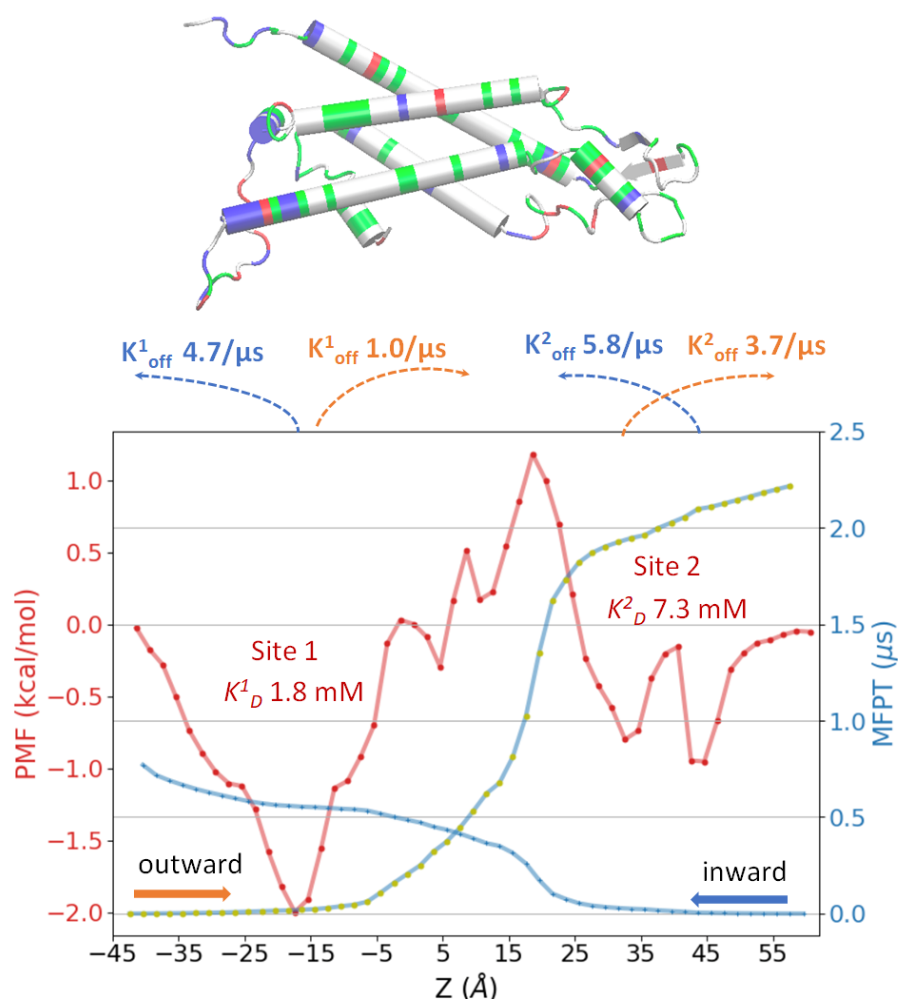 K¹off 4.7/µs K¹off 1.0/µs K²off 5.8/µs K²off 3.7/µs
2.5
1.0
2.0
0.5
Site 2
K²D 7.3 mM
0.0
1.5
Site 1
K¹D 1.8 mM
−0.5
PMF (kcal/mol)
MFPT (µs)
1.0
−1.0
0.5
−1.5
outward
inward
−2.0
0.0
−45 −35 −25 −15 −5 5 15 25 35 45 55
Z (Å)